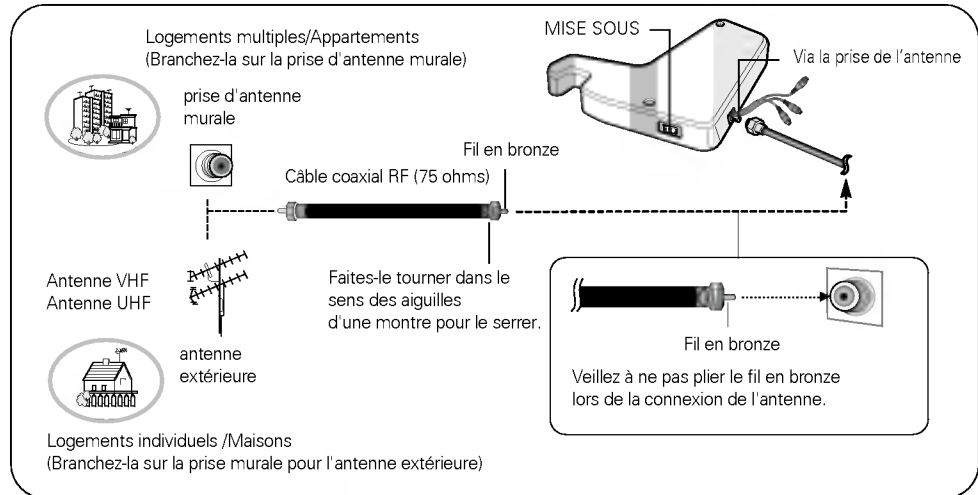 Logements multiples/Appartements
(Branchez-la sur la prise d'antenne murale)
prise d'antenne
murale
MISE SOUS
Via la prise de l'antenne
Fil en bronze
Câble coaxial RF (75 ohms)
Antenne VHF
Antenne UHF
Faites-le tourner dans le
sens des aiguilles
d'une montre pour le serrer.
antenne
extérieure
Fil en bronze
Veillez à ne pas plier le fil en bronze
lors de la connexion de l'antenne.
Logements individuels /Maisons
(Branchez-la sur la prise murale pour l'antenne extérieure)